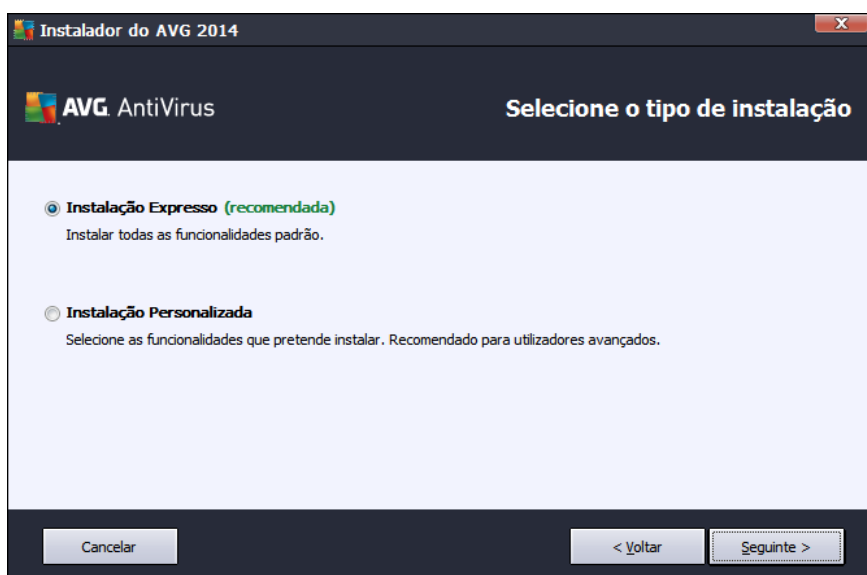 Instalador do AVG 2014
X
AVG. AntiVirus
Selecione o tipo de instalação
Instalação Expresso (recomendada)
Instalar todas as funcionalidades padrão.
Instalação Personalizada
Selecione as funcionalidades que pretende instalar. Recomendado para utilizadores avançados.
Cancelar
< Voltar
Seguinte >